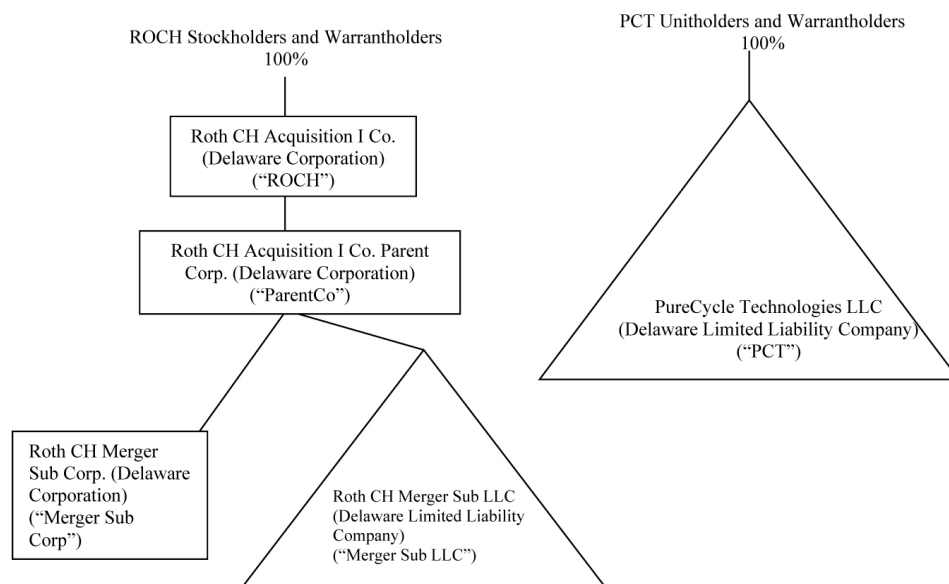 ROCH Stockholders and Warrantholders
100%
Roth CH Acquisition I Co.
(Delaware Corporation)
(“ROCH”)
Roth CH Acquisition I Co. Parent
Corp. (Delaware Corporation)
(“ParentCo”)
Roth CH Merger
Sub Corp. (Delaware
Corporation)
(“Merger Sub
Corp”)
Roth CH Merger Sub LLC
(Delaware Limited Liability
Company)
(“Merger Sub LLC”)
PCT Unitholders and Warrantholders
100%
PureCycle Technologies LLC
(Delaware Limited Liability Company)
(“PCT”)